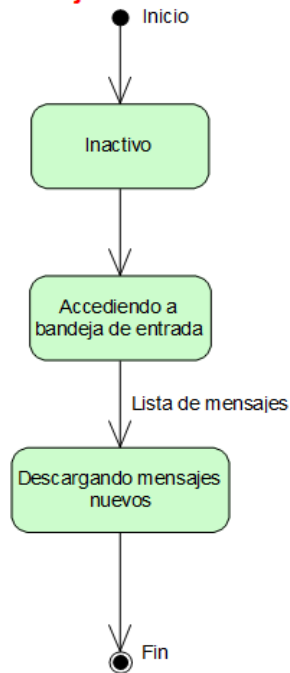 Inicio
Inactivo
Accediendo a
bandeja de entrada
Lista de mensajes
Descargando mensajes
nuevos
Fin